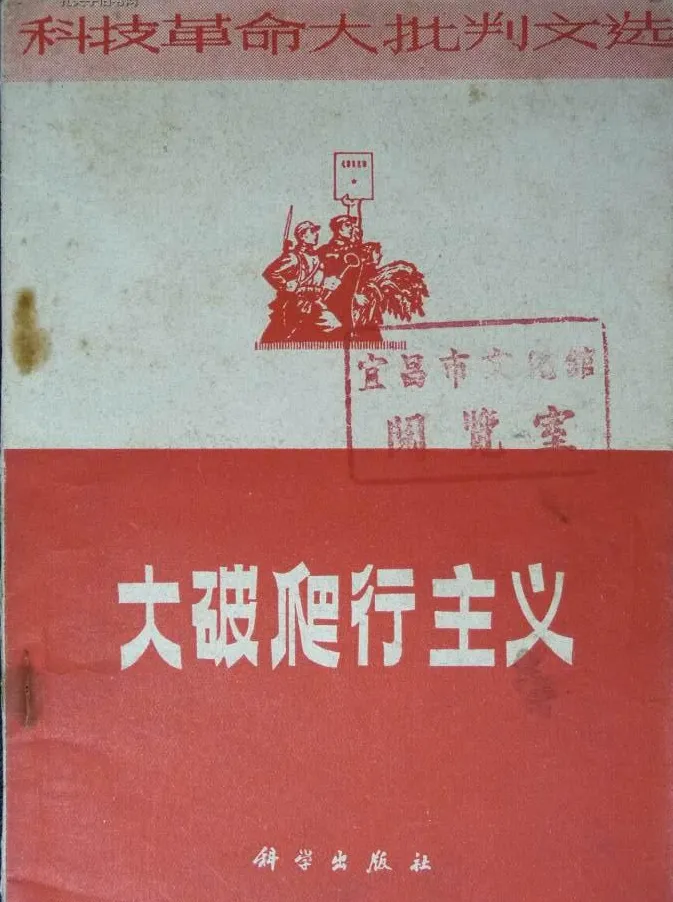 科技革命大批判文选
宜昌市文化馆
阅览室
大破爬行主义
科学出版社